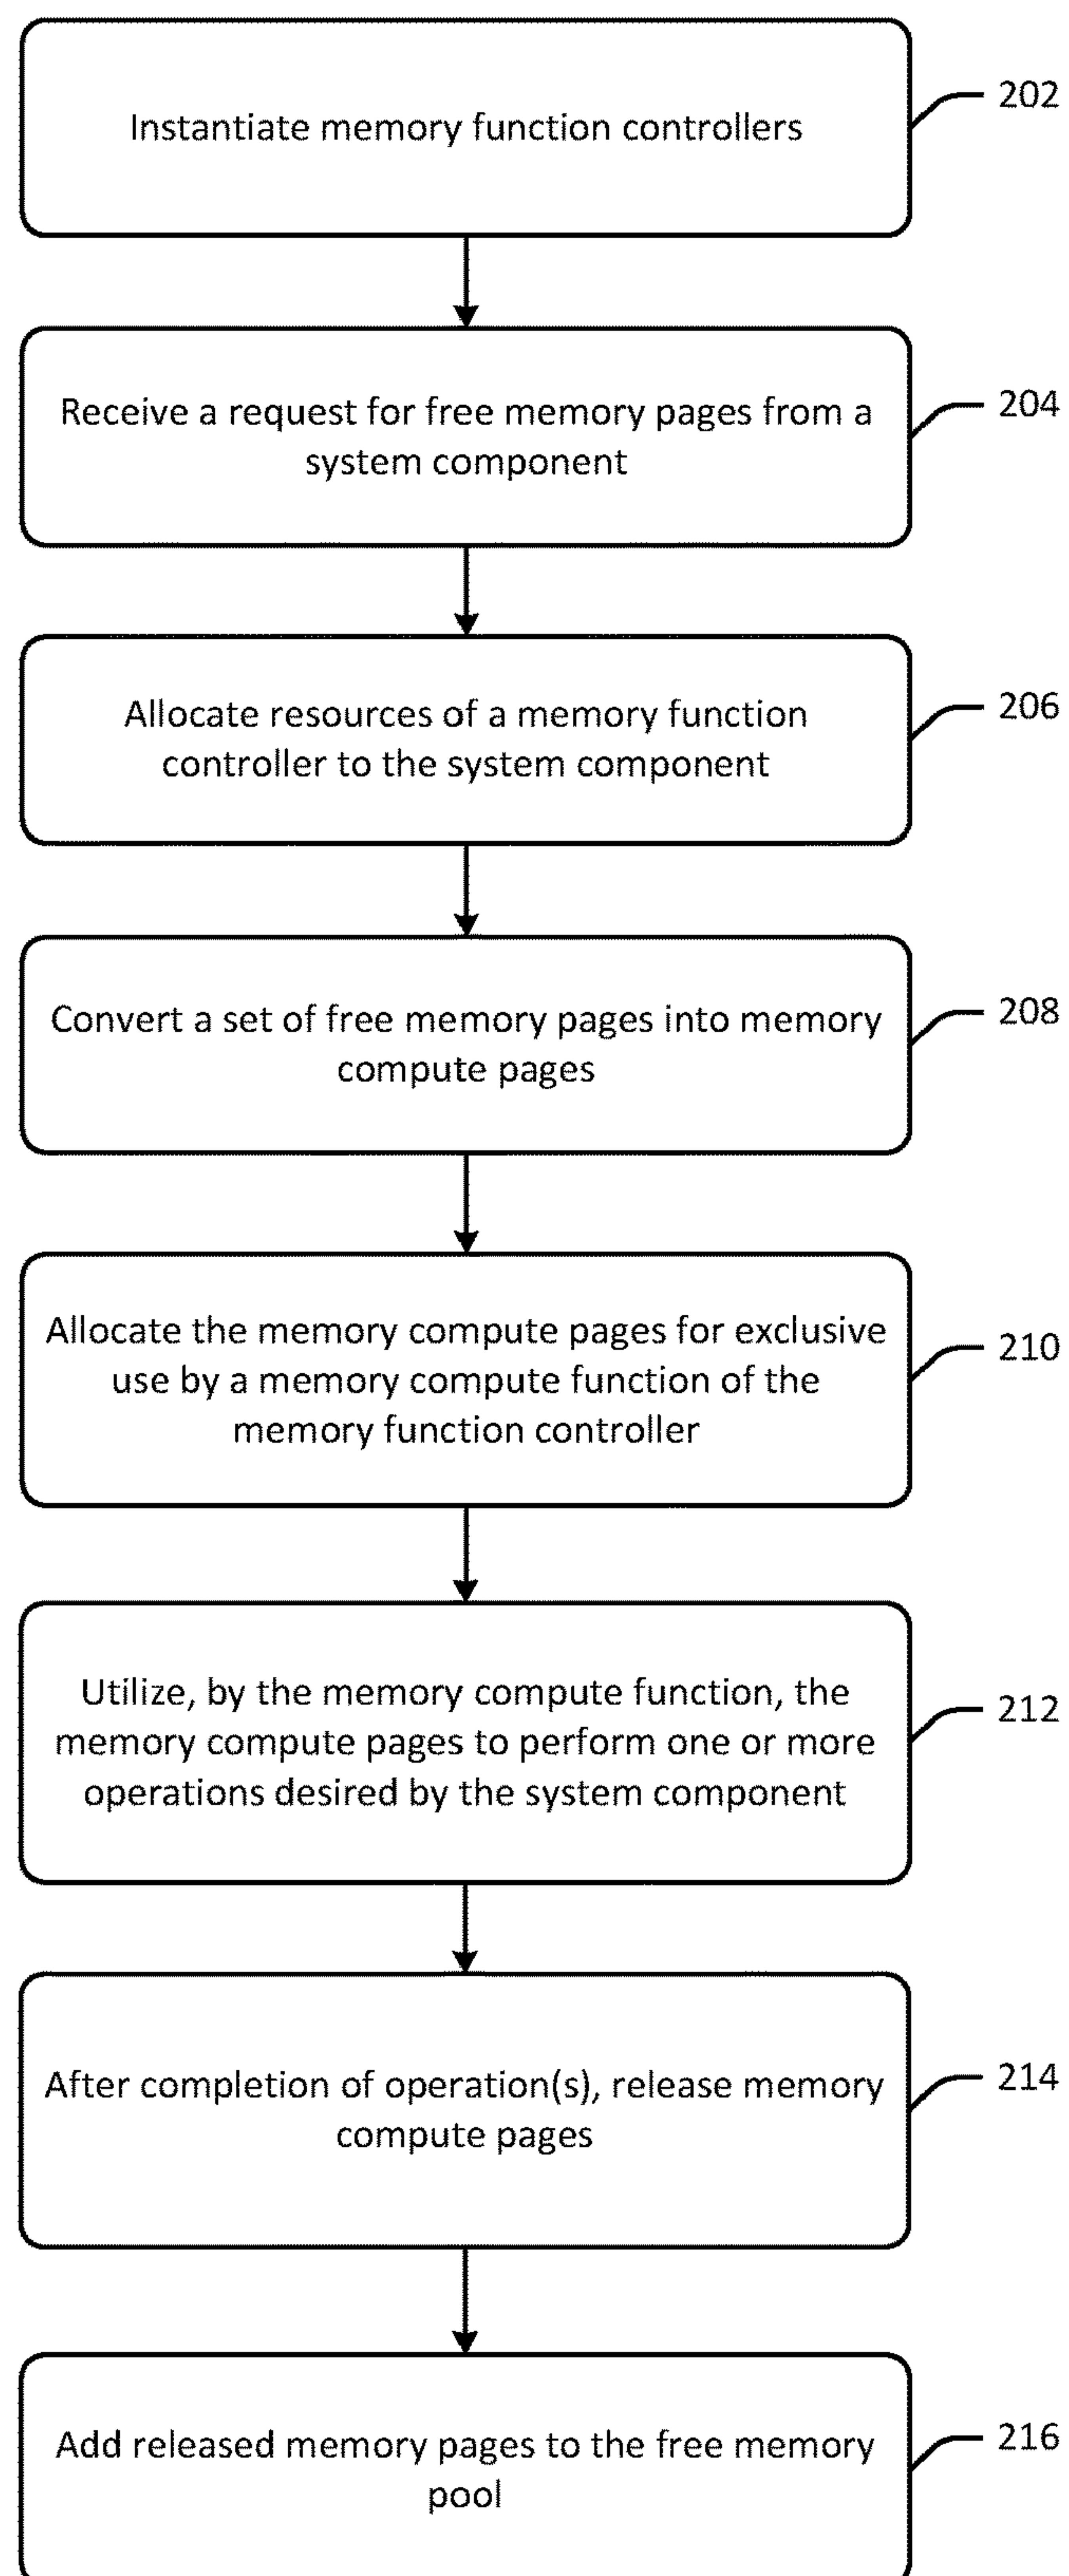 Instantiate memory function controllers
202
Receive a request for free memory pages from a
system component
204
Allocate resources of a memory function
controller to the system component
206
Convert a set of free memory pages into memory
compute pages
208
Allocate the memory compute pages for exclusive
use by a memory compute function of the
memory function controller
210
Utilize, by the memory compute function, the
memory compute pages to perform one or more
operations desired by the system component
212
After completion of operation(s), release memory
compute pages
214
Add released memory pages to the free memory
pool
216